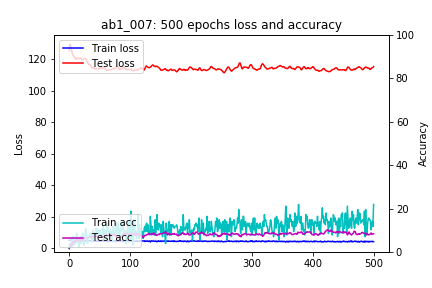 ab1_007: 500 epochs loss and accuracy
Train loss
Test loss
Train acc
Test acc
Loss
Accuracy
0
20
40
60
80
100
120
0
20
40
60
80
100
0
100
200
300
400
500